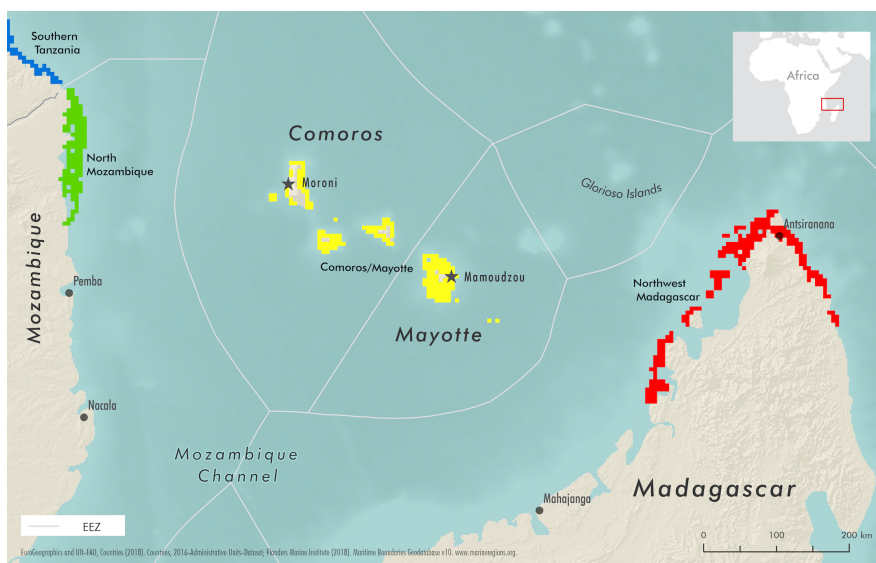 Southern
Tanzania
Africa
Comoros
North
Mozambique
Moroni
Glorioso Islands
Antsiranana
Mozambique
Comoros/Mayotte
Mamoudzou
Pemba
Northwest
Madagascar
Mayotte
Nacala
Mozambique
Channel
Madagascar
Mahajanga
EEZ
0
100
200 km
EuroGeographics and UN-FAO, Countries (2018). Countries, 2016-Administrative Units-Dataset; Flanders Marine Institute (2018). Maritime Boundaries Geodatabase v10. www.marineregions.org.